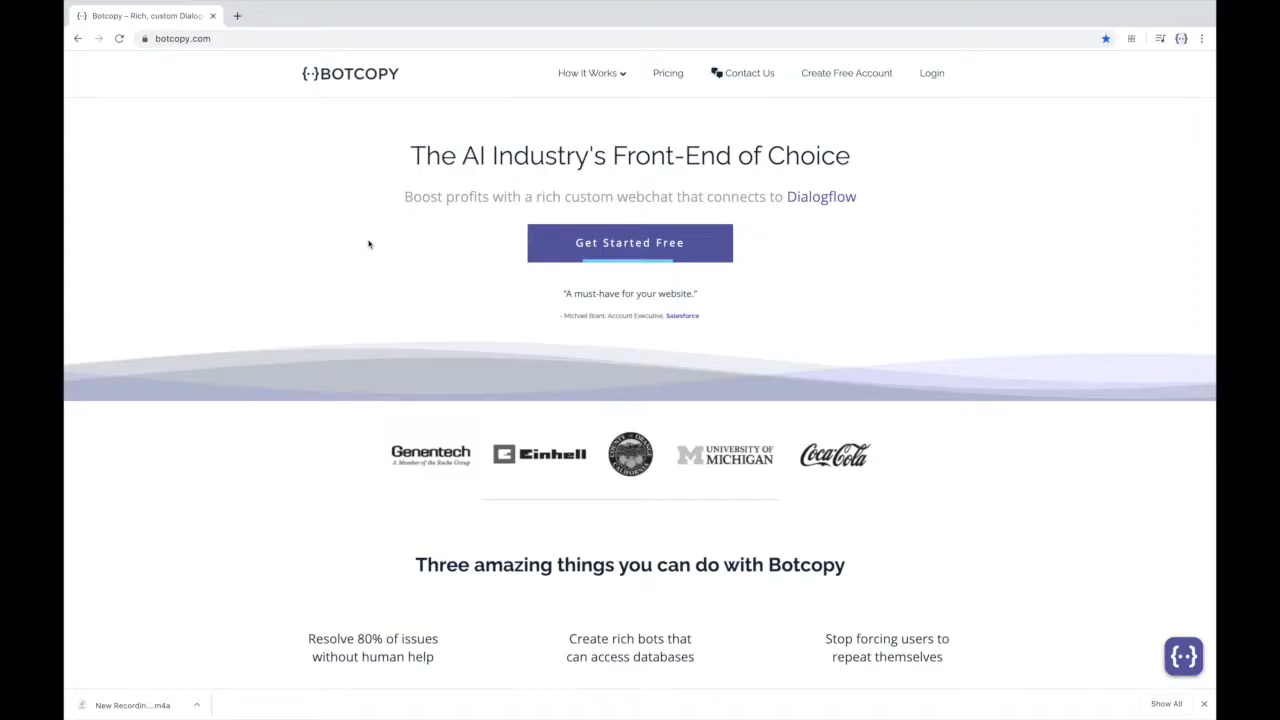 {··} Botcopy – Rich, custom Dialog
botcopy.com
{··}BOTCOPY
How it Works
Pricing
Contact Us
Create Free Account
Login
The AI Industry's Front-End of Choice
Boost profits with a rich custom webchat that connects to Dialogflow
Get Started Free
“A must-have for your website.”
- Michael Brant, Account Executive, Salesforce
Genentech
A Member of the Roche Group
Einhell
COUNTY OF ORANGE
CALIFORNIA
M UNIVERSITY OF
MICHIGAN
Coca-Cola
Three amazing things you can do with Botcopy
Resolve 80% of issues
without human help
Create rich bots that
can access databases
Stop forcing users to
repeat themselves
{··}
New Recordin....m4a
Show All